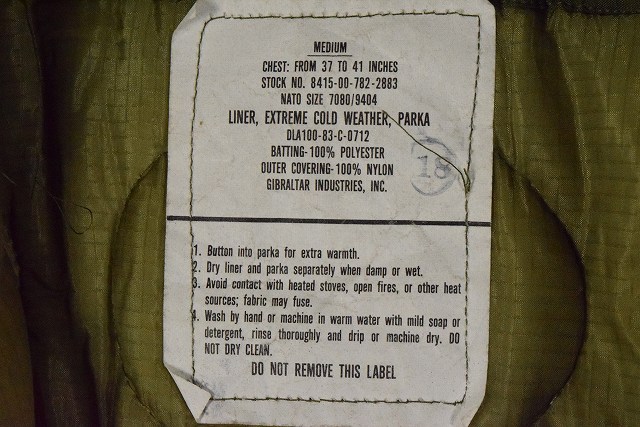 MEDIUM
CHEST: FROM 37 TO 41 INCHES
STOCK NO. 8415-00-782-2883
NATO SIZE 7080/9404
LINER, EXTREME COLD WEATHER, PARKA
DLA100-83-C-0712
BATTING-100% POLYESTER
OUTER COVERING-100% NYLON
GIBRALTAR INDUSTRIES, INC.
18
1. Button into parka for extra warmth.
2. Dry liner and parka separately when damp or wet.
3. Avoid contact with heated stoves, open fires, or other heat
sources; fabric may fuse.
4. Wash by hand or machine in warm water with mild soap or
detergent, rinse thoroughly and drip or machine dry. DO
NOT DRY CLEAN.
DO NOT REMOVE THIS LABEL